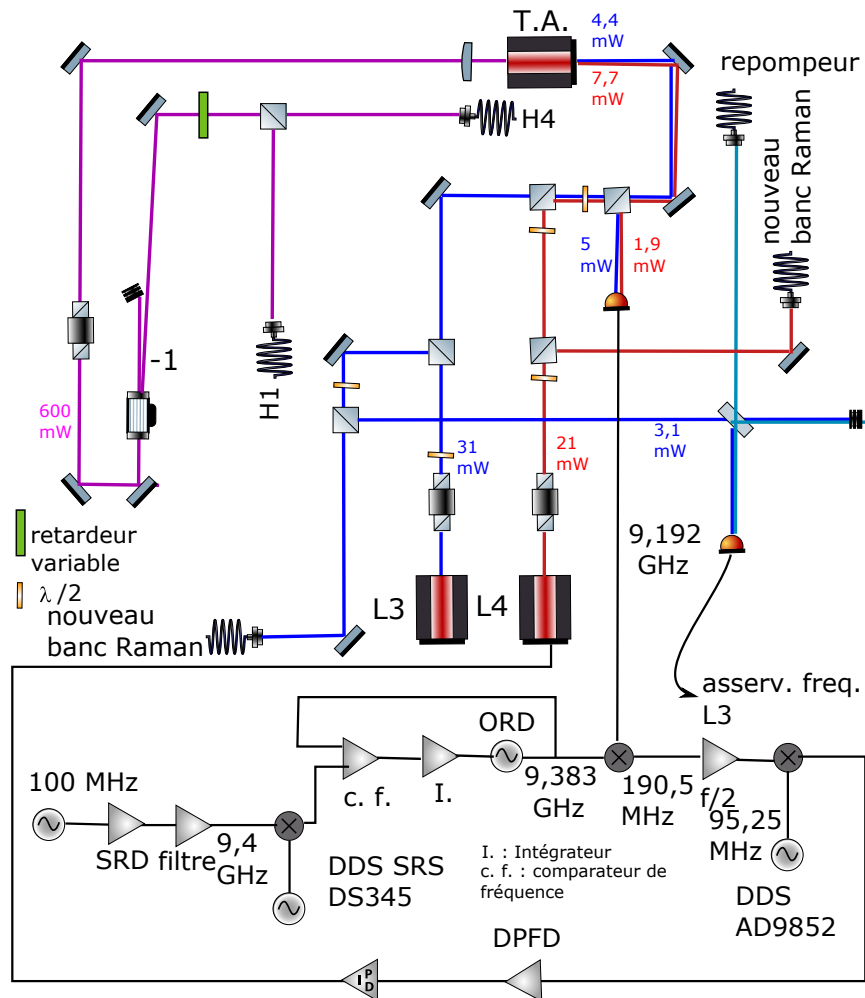 T.A.
4,4
mW
7,7
mW
repompeur
H4
nouveau
banc Raman
5
mW
1,9
mW
-1
H1
600
mW
31
mW
21
mW
3,1
mW
retardeur
variable
λ/2
nouveau
banc Raman
L3
L4
9,192
GHz
asserv. freq.
L3
ORD
100 MHz
c. f.
I.
9,383
GHz
190,5
MHz
f/2
SRD
filtre
9,4
GHz
95,25
MHz
DDS SRS
DS345
I. : Intégrateur
c. f. : comparateur de
fréquence
DDS
AD9852
DPFD
P
I
D